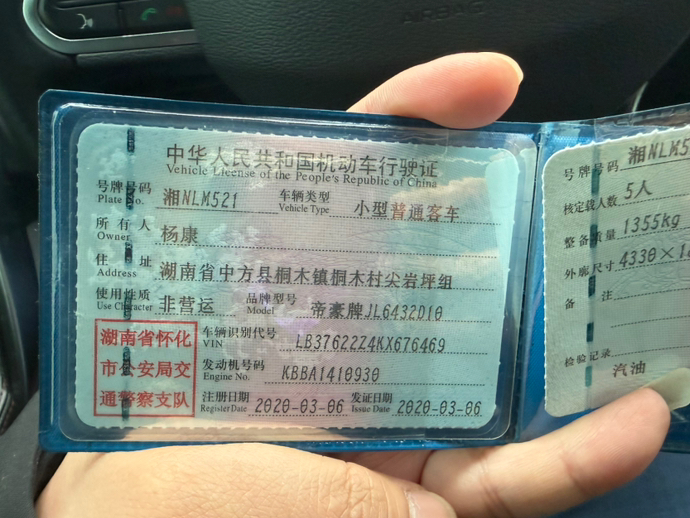 AIRBAG
中华人民共和国机动车行驶证
Vehicle License of the People's Republic of China
号牌号码 湘NLM521 车辆类型 小型普通客车
Plate No. Vehicle Type
所有人 杨康
Owner
住址 湖南省中方县桐木镇桐木村尖岩坪组
Address
使用性质 非营运 品牌型号 帝豪牌JL6432D10
Use Character Model
湖南省怀化
市公安局交
通警察支队
车辆识别代号 LB37622Z4KX676469
VIN
发动机号码 KBBA1410930
Engine No.
注册日期 2020-03-06 发证日期 2020-03-06
Register Date Issue Date
号牌号码 湘NLM5
核定载人数 5人
整备质量 1355kg
外廓尺寸 4330×1
备注
检验记录
汽油